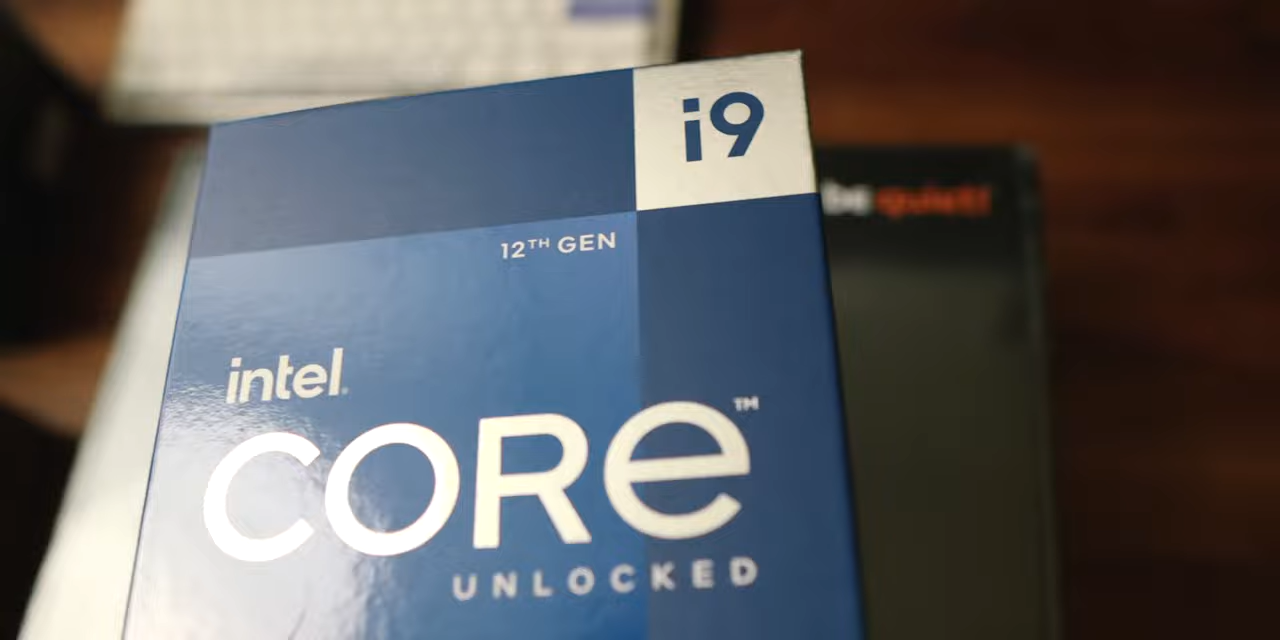 i9
be quiet!
12TH GEN
intel.
CORe™
UNLOCKED